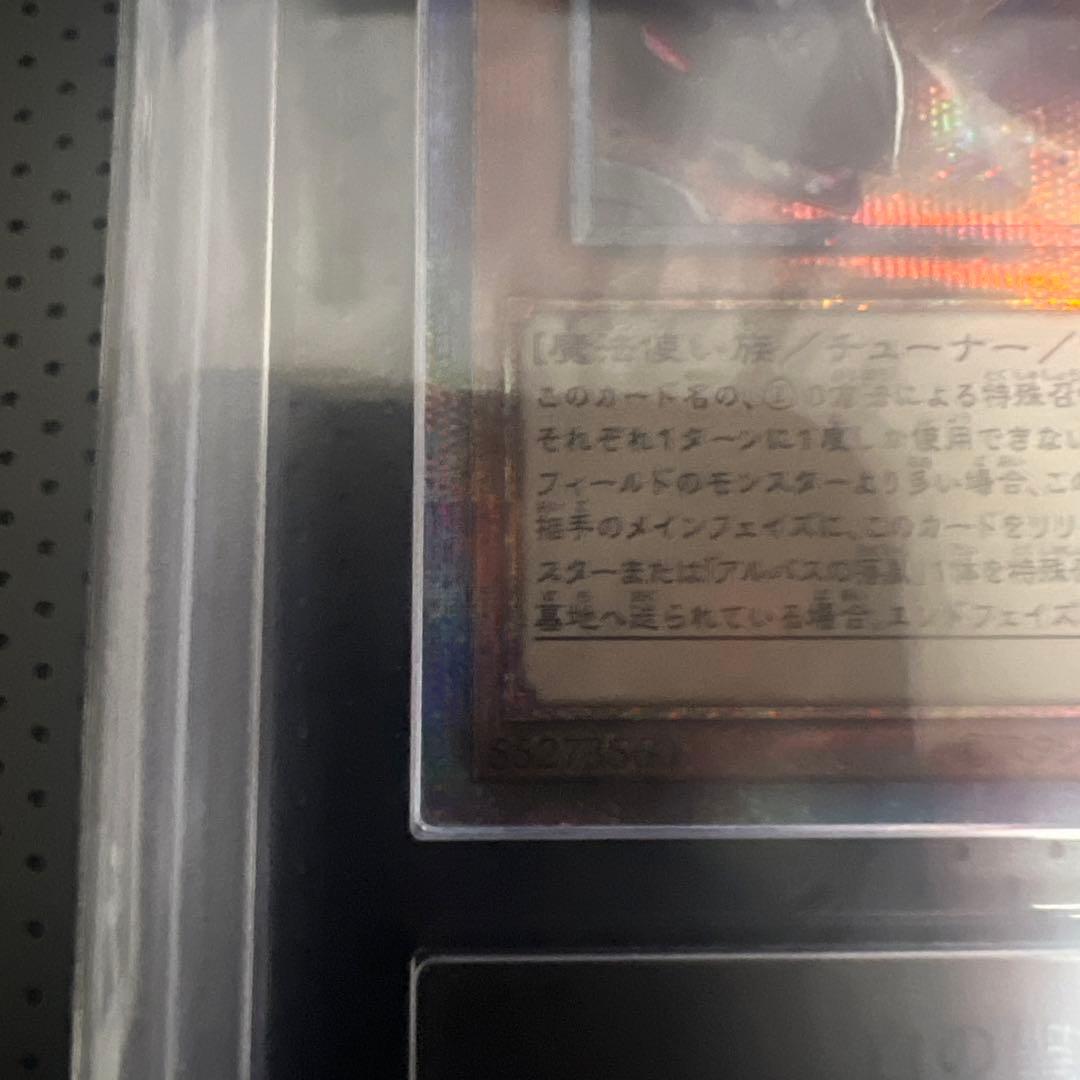 [魔法使い族/チューナー/
このカード名の、①の方法による特殊召
それぞれ1ターンに1度しか使用できない
フィールドのモンスターより多い場合、この
相手のメインフェイズに、このカードをリリ
スターまたは「アルバスの落胤」1体を特殊召
墓地へ送られている場合、エンドフェイズ